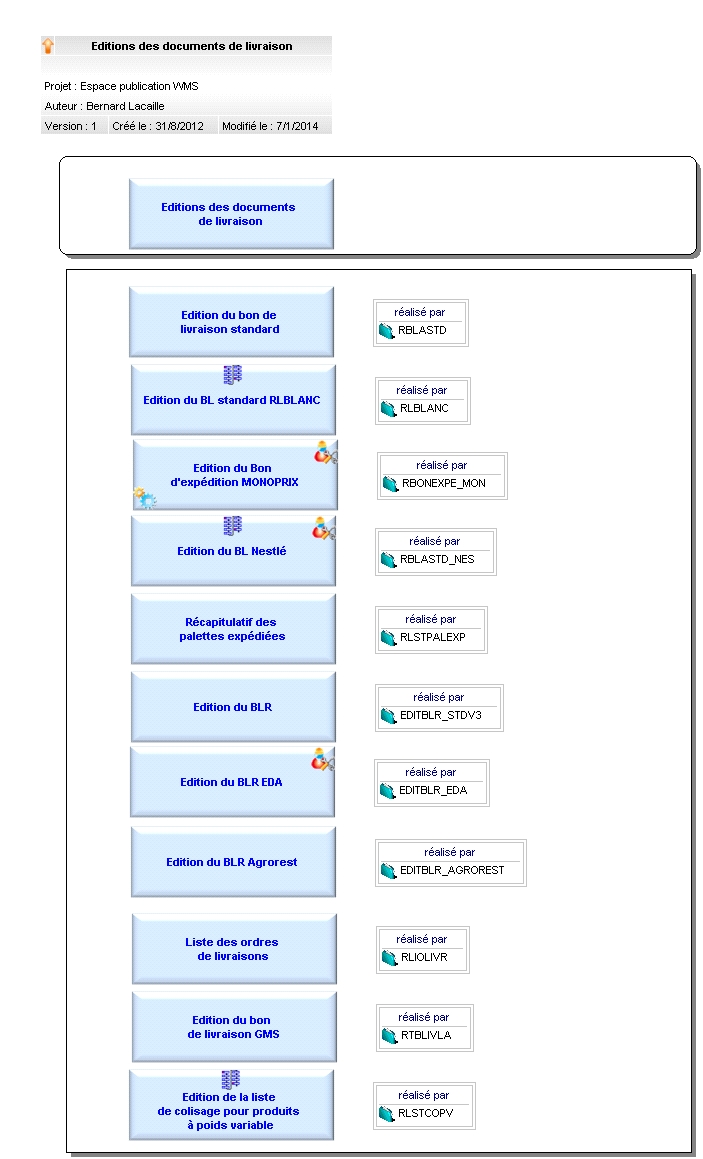 Editions des documents de livraison
Projet : Espace publication WMS
Auteur : Bernard Lacaille
Version : 1 Créé le : 31/8/2012 Modifié le : 7/1/2014
Editions des documents
de livraison
Edition du bon de
livraison standard
réalisé par
RBLASTD
Edition du BL standard RLBLANC
réalisé par
RLBLANC
Edition du Bon
d'expédition MONOPRIX
réalisé par
RBONEXPE_MON
Edition du BL Nestlé
réalisé par
RBLASTD_NES
Récapitulatif des
palettes expédiées
réalisé par
RLSTPALEXP
Edition du BLR
réalisé par
EDITBLR_STDV3
Edition du BLR EDA
réalisé par
EDITBLR_EDA
Edition du BLR Agrorest
réalisé par
EDITBLR_AGROREST
Liste des ordres
de livraisons
réalisé par
RLIOLIVR
Edition du bon
de livraison GMS
réalisé par
RTBLIVLA
Edition de la liste
de colisage pour produits
à poids variable
réalisé par
RLSTCOPV